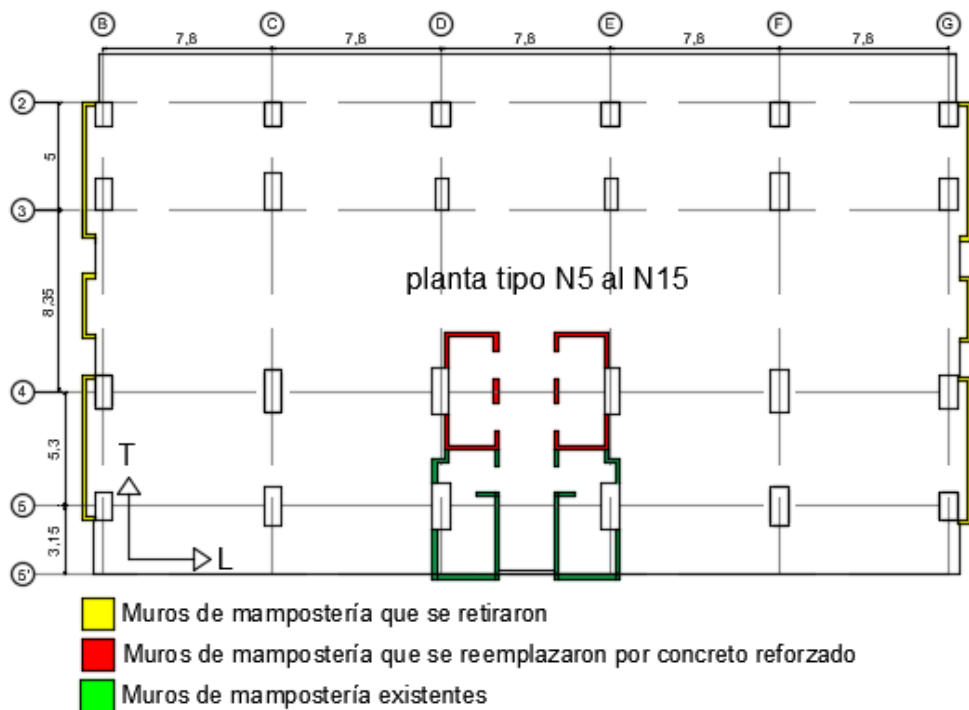 B C D E F G
7,8 7,8 7,8 7,8 7,8
2
5
3
planta tipo N5 al N15
8,35
4
5,3
T
5
3,15
L
5'
Muros de mampostería que se retiraron
Muros de mampostería que se reemplazaron por concreto reforzado
Muros de mampostería existentes